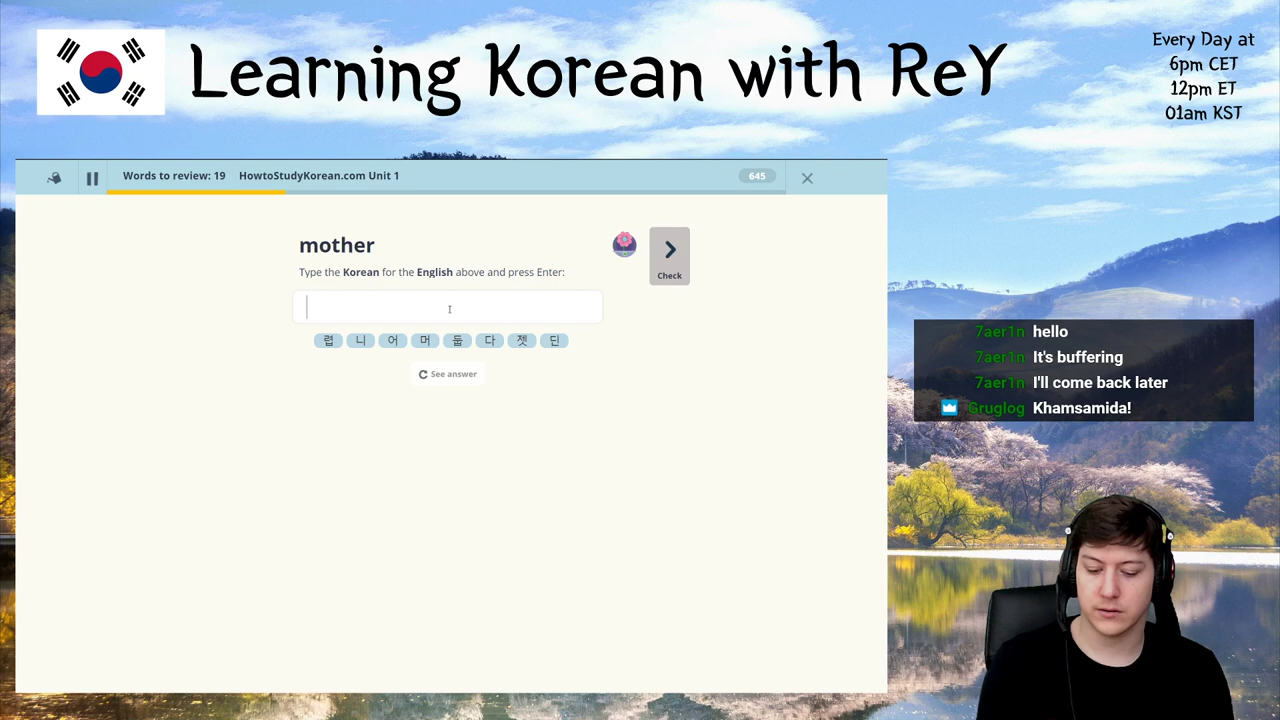 Learning Korean with ReY
Every Day at
6pm CET
12pm ET
01am KST
Words to review: 19 HowtoStudyKorean.com Unit 1
645
mother
Type the Korean for the English above and press Enter:
Check
렵 니 어 머 둡 다 젯 딘
See answer
7aer1n hello
7aer1n It's buffering
7aer1n I'll come back later
Gruglog Khamsamida!